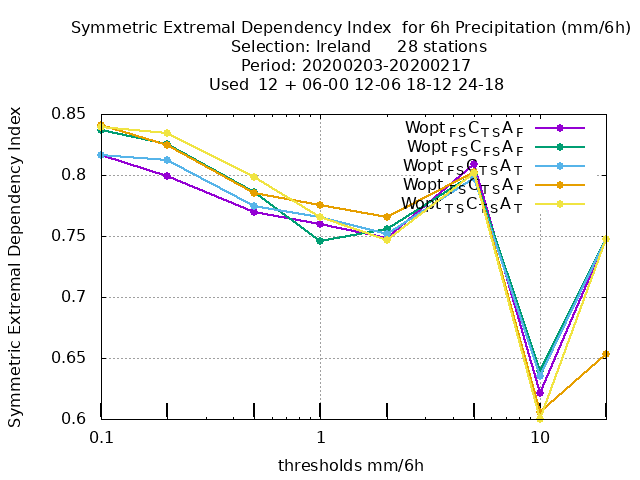 Symmetric Extremal Dependency Index  for 6h Precipitation (mm/6h)
Selection: Ireland     28 stations
Period: 20200203-20200217
Used  12 + 06-00 12-06 18-12 24-18
Symmetric Extremal Dependency Index
0.85
0.8
0.75
0.7
0.65
0.6
Wopt FS C TS A F
Wopt FS C FS A F
Wopt FS C TS A T
Wopt FS C TS A F
Wopt TS C TS A T
0.1 1 10
thresholds mm/6h